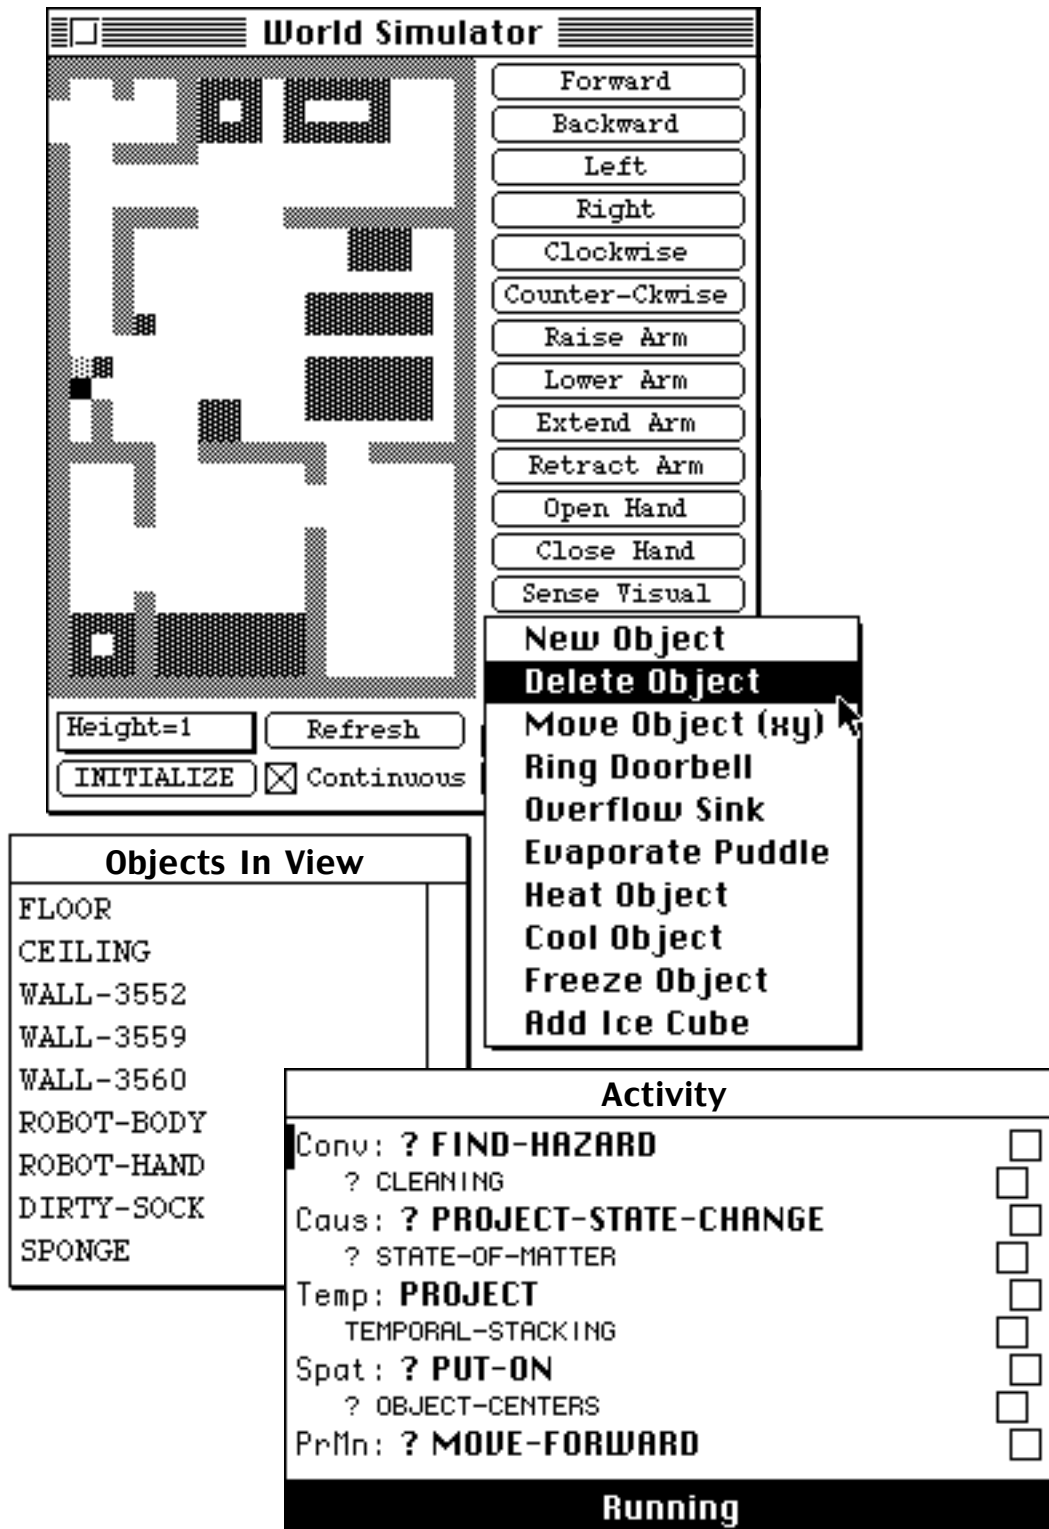 World Simulator
Forward
Backward
Left
Right
Clockwise
Counter-Ckwise
Raise Arm
Lower Arm
Extend Arm
Retract Arm
Open Hand
Close Hand
Sense Visual
New Object
Delete Object
Move Object (xy)
Ring Doorbell
Overflow Sink
Evaporate Puddle
Heat Object
Cool Object
Freeze Object
Add Ice Cube
Height=1
Refresh
INITIALIZE
Continuous
Objects In View
FLOOR
CEILING
WALL-3552
WALL-3559
WALL-3560
ROBOT-BODY
ROBOT-HAND
DIRTY-SOCK
SPONGE
Activity
Conv: ? FIND-HAZARD
? CLEANING
Caus: ? PROJECT-STATE-CHANGE
? STATE-OF-MATTER
Temp: PROJECT
TEMPORAL-STACKING
Spat: ? PUT-ON
? OBJECT-CENTERS
PrMn: ? MOVE-FORWARD
Running